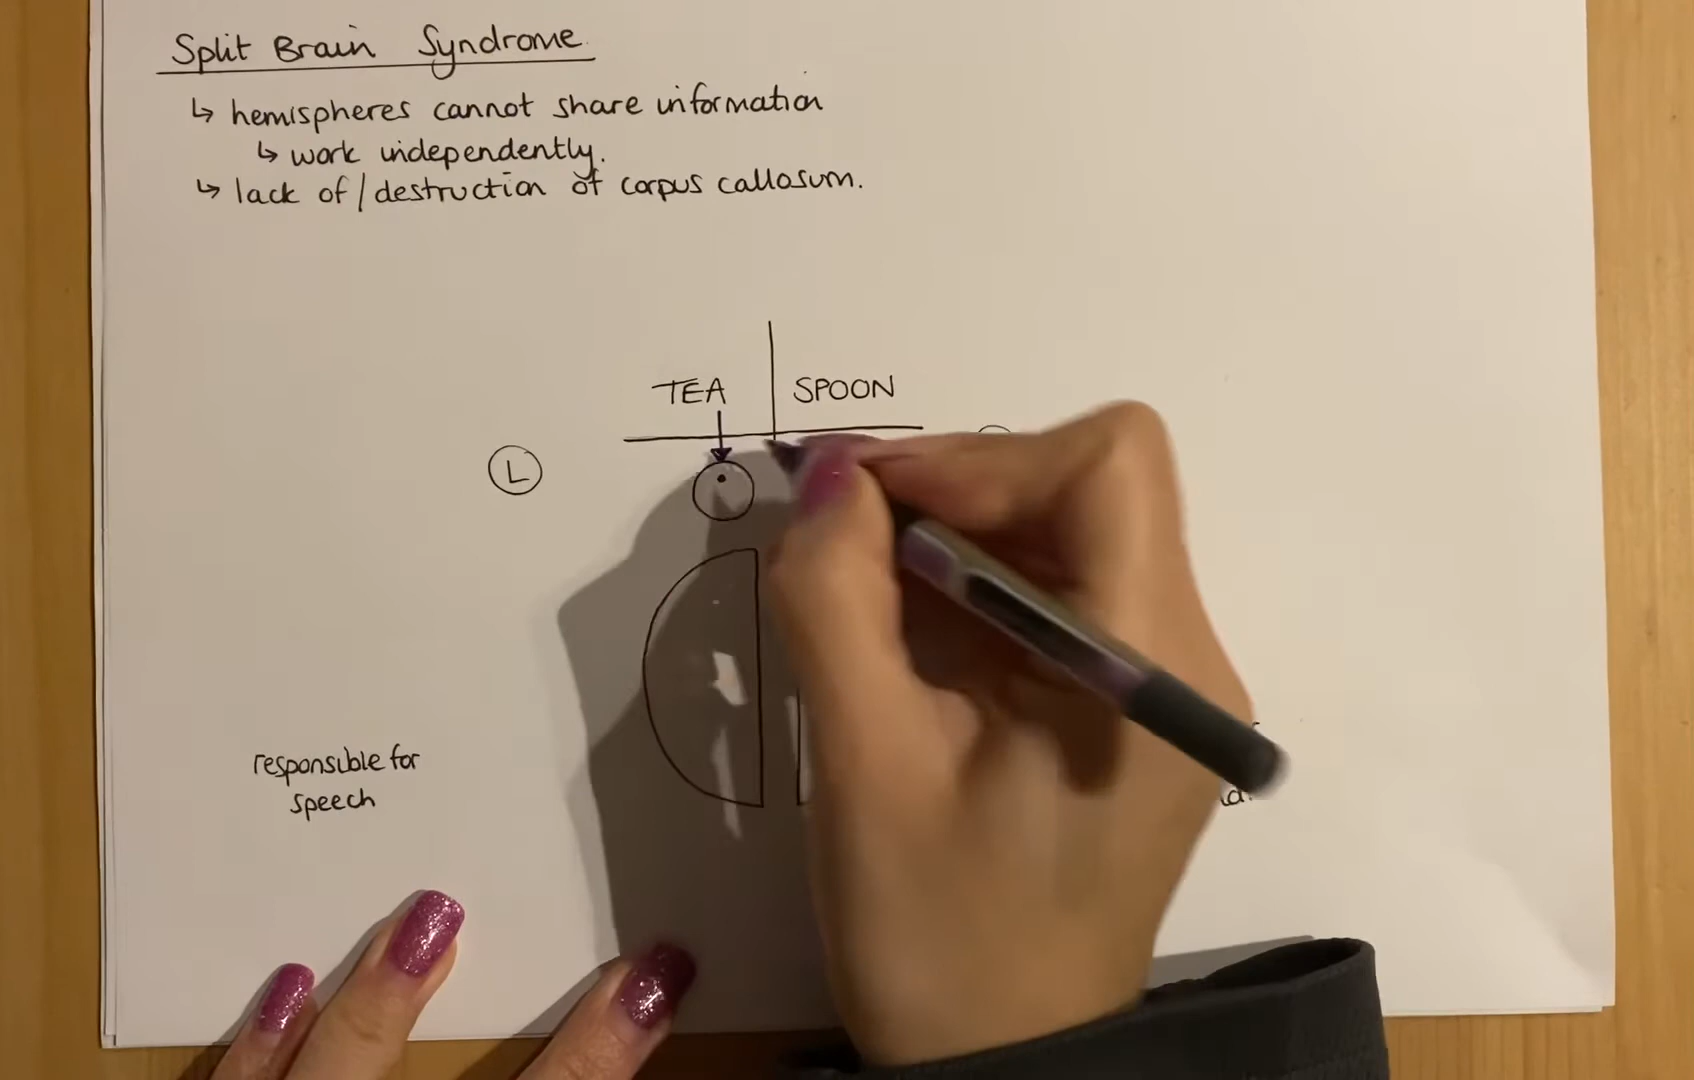 Split Brain Syndrome
↳ hemispheres cannot share information
↳ work independently.
↳ lack of/destruction of corpus callosum.
TEA SPOON
L
responsible for
speech